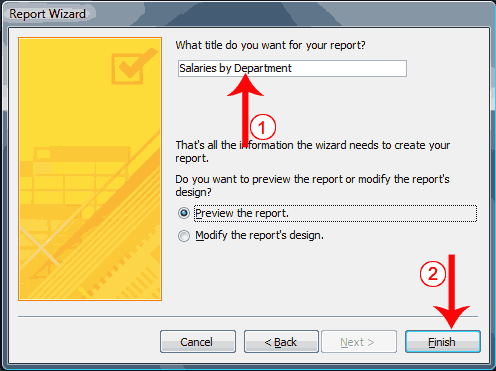 Report Wizard
What title do you want for your report?
Salaries by Department
1
That's all the information the wizard needs to create your
report.
Do you want to preview the report or modify the report's
design?
Preview the report.
Modify the report's design.
2
Cancel < Back Next > Finish